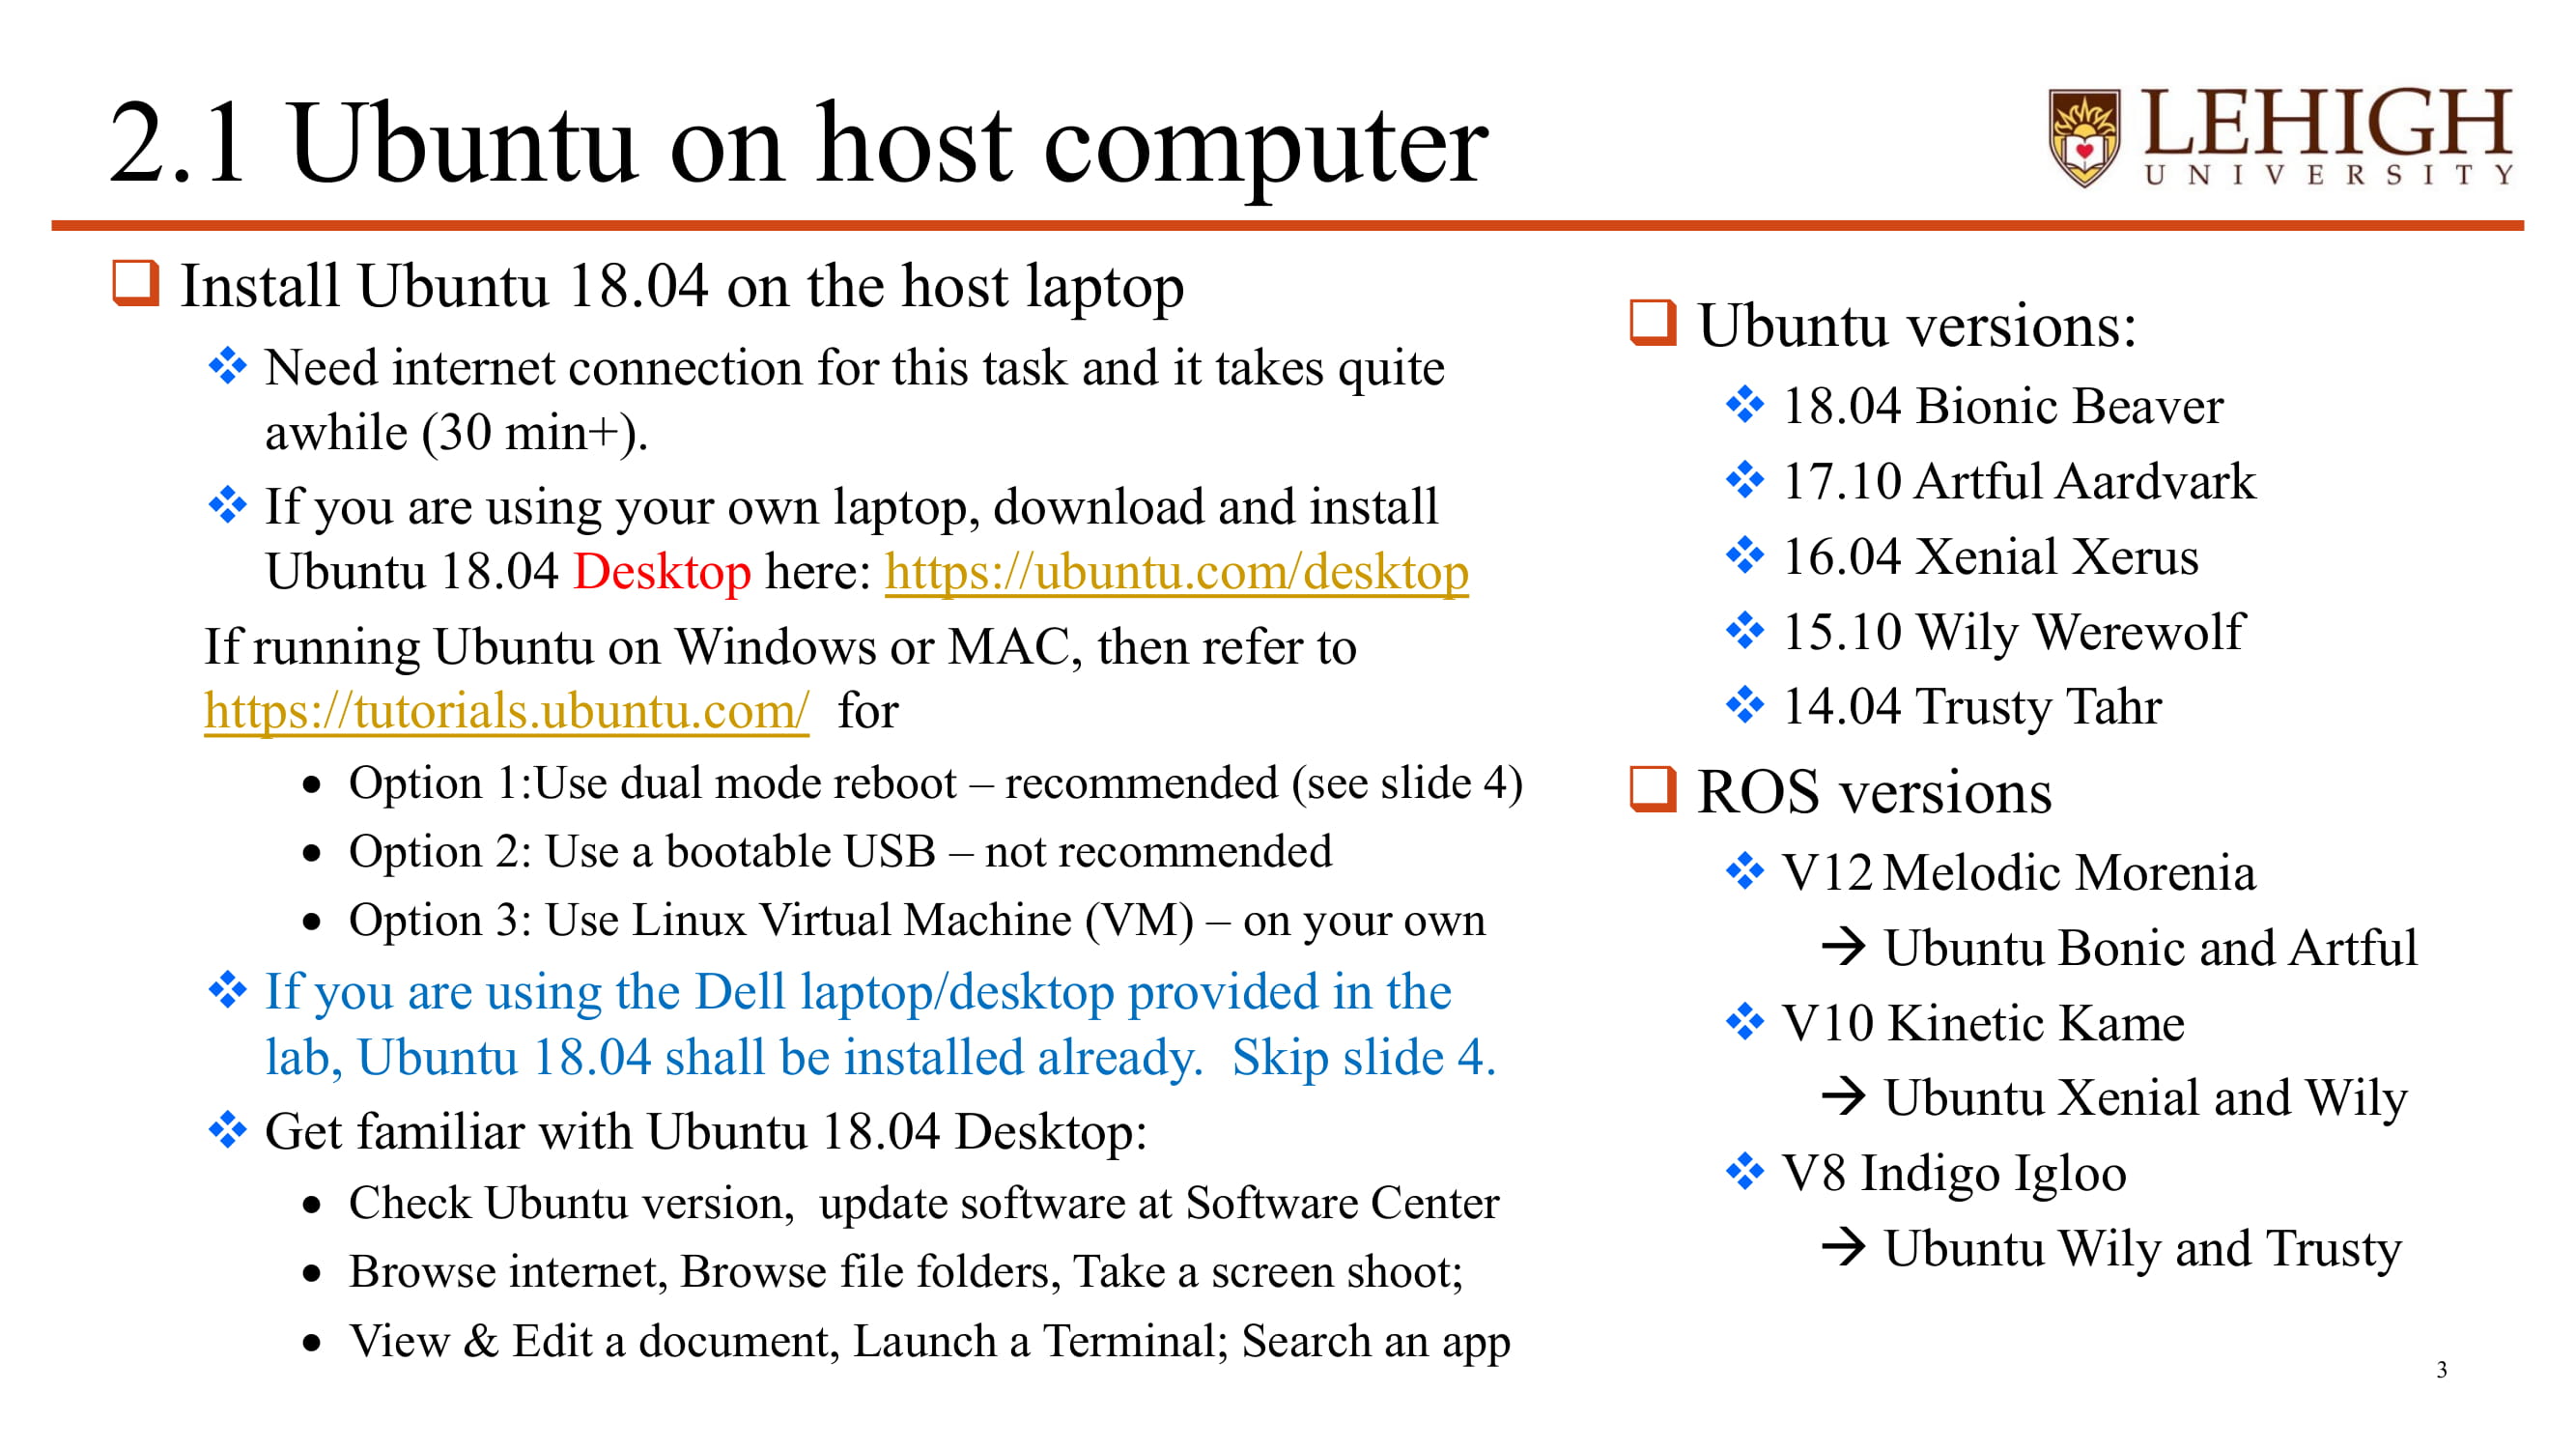 2.1 Ubuntu on host computer
LEHIGH
UNIVERSITY
Install Ubuntu 18.04 on the host laptop
Need internet connection for this task and it takes quite
awhile (30 min+).
If you are using your own laptop, download and install
Ubuntu 18.04 Desktop here: https://ubuntu.com/desktop
If running Ubuntu on Windows or MAC, then refer to
https://tutorials.ubuntu.com/ for
• Option 1:Use dual mode reboot – recommended (see slide 4)
• Option 2: Use a bootable USB – not recommended
• Option 3: Use Linux Virtual Machine (VM) – on your own
If you are using the Dell laptop/desktop provided in the
lab, Ubuntu 18.04 shall be installed already. Skip slide 4.
Get familiar with Ubuntu 18.04 Desktop:
• Check Ubuntu version, update software at Software Center
• Browse internet, Browse file folders, Take a screen shoot;
• View & Edit a document, Launch a Terminal; Search an app
Ubuntu versions:
18.04 Bionic Beaver
17.10 Artful Aardvark
16.04 Xenial Xerus
15.10 Wily Werewolf
14.04 Trusty Tahr
ROS versions
V12 Melodic Morenia
→ Ubuntu Bonic and Artful
V10 Kinetic Kame
→ Ubuntu Xenial and Wily
V8 Indigo Igloo
→ Ubuntu Wily and Trusty
3